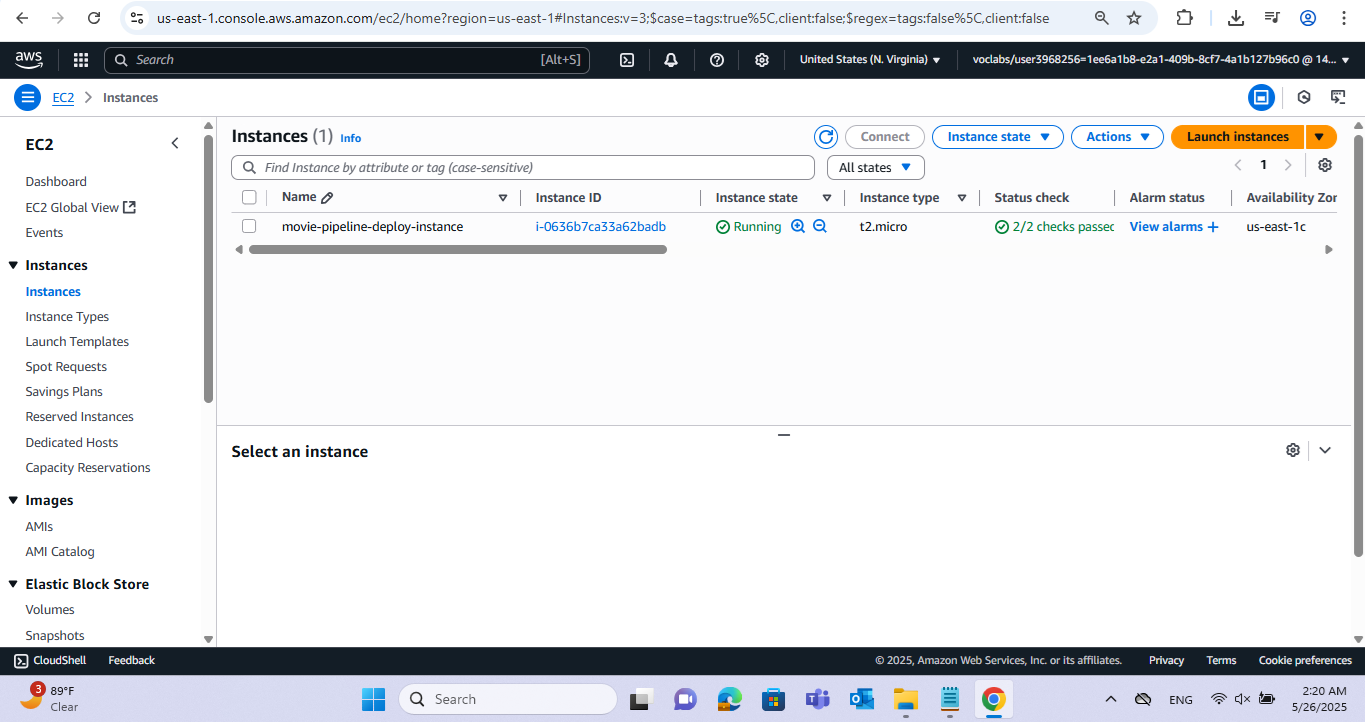 us-east-1.console.aws.amazon.com/ec2/home?region=us-east-1#Instances:v=3;$case=tags:true%5C,client:false;$regex=tags:false%5C,client:false
aws Search [Alt+S] United States (N. Virginia) voclabs/user3968256=1ee6a1b8-e2a1-409b-8cf7-4a1b127b96c0 @ 14...
EC2 Instances
EC2
Dashboard
EC2 Global View
Events
Instances
Instances
Instance Types
Launch Templates
Spot Requests
Savings Plans
Reserved Instances
Dedicated Hosts
Capacity Reservations
Images
AMIs
AMI Catalog
Elastic Block Store
Volumes
Snapshots
Instances (1) Info Connect Instance state Actions Launch instances
Find Instance by attribute or tag (case-sensitive) All states 1
Name Instance ID Instance state Instance type Status check Alarm status Availability Zon
movie-pipeline-deploy-instance i-0636b7ca33a62badb Running t2.micro 2/2 checks passec View alarms + us-east-1c
Select an instance
CloudShell Feedback © 2025, Amazon Web Services, Inc. or its affiliates. Privacy Terms Cookie preferences
3 89°F
Clear
Search
ENG
2:20 AM
5/26/2025